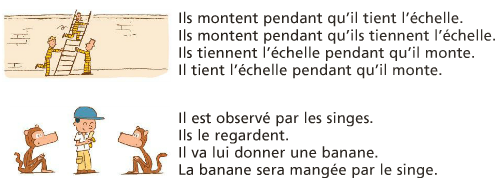 Ils montent pendant qu'il tient l'échelle.
Ils montent pendant qu'ils tiennent l'échelle.
Ils tiennent l'échelle pendant qu'il monte.
Il tient l'échelle pendant qu'il monte.
Il est observé par les singes.
Ils le regardent.
Il va lui donner une banane.
La banane sera mangée par le singe.